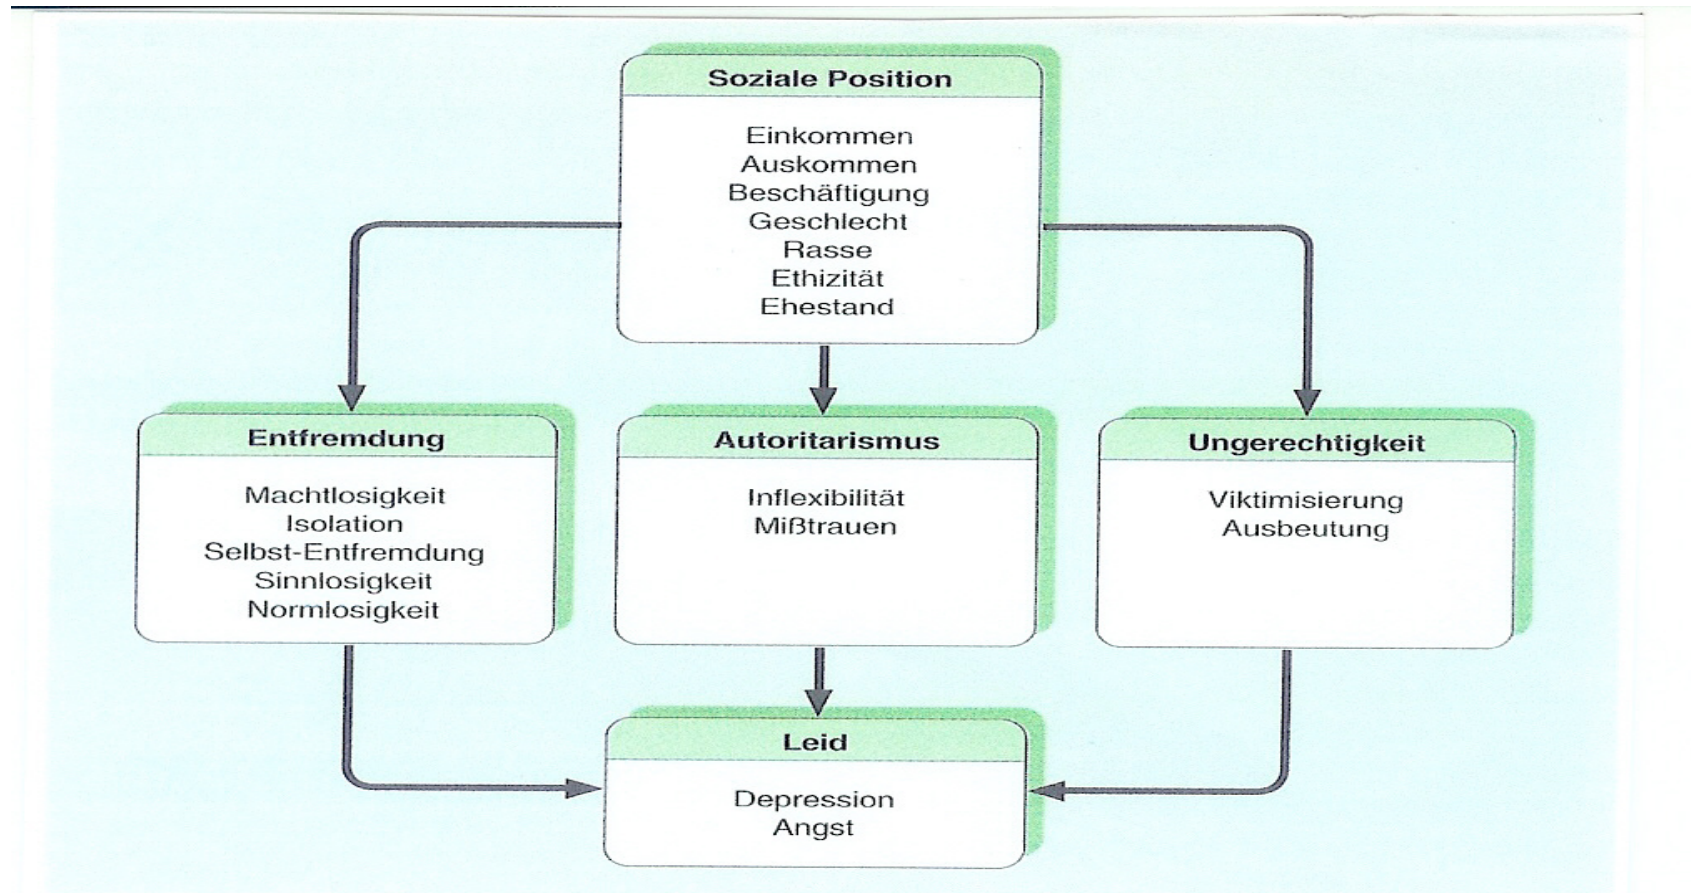 Soziale Position
Einkommen
Auskommen
Beschäftigung
Geschlecht
Rasse
Ethizität
Ehestand
Entfremdung
Machtlosigkeit
Isolation
Selbst-Entfremdung
Sinnlosigkeit
Normlosigkeit
Autoritarismus
Inflexibilität
Mißtrauen
Ungerechtigkeit
Viktimisierung
Ausbeutung
Leid
Depression
Angst